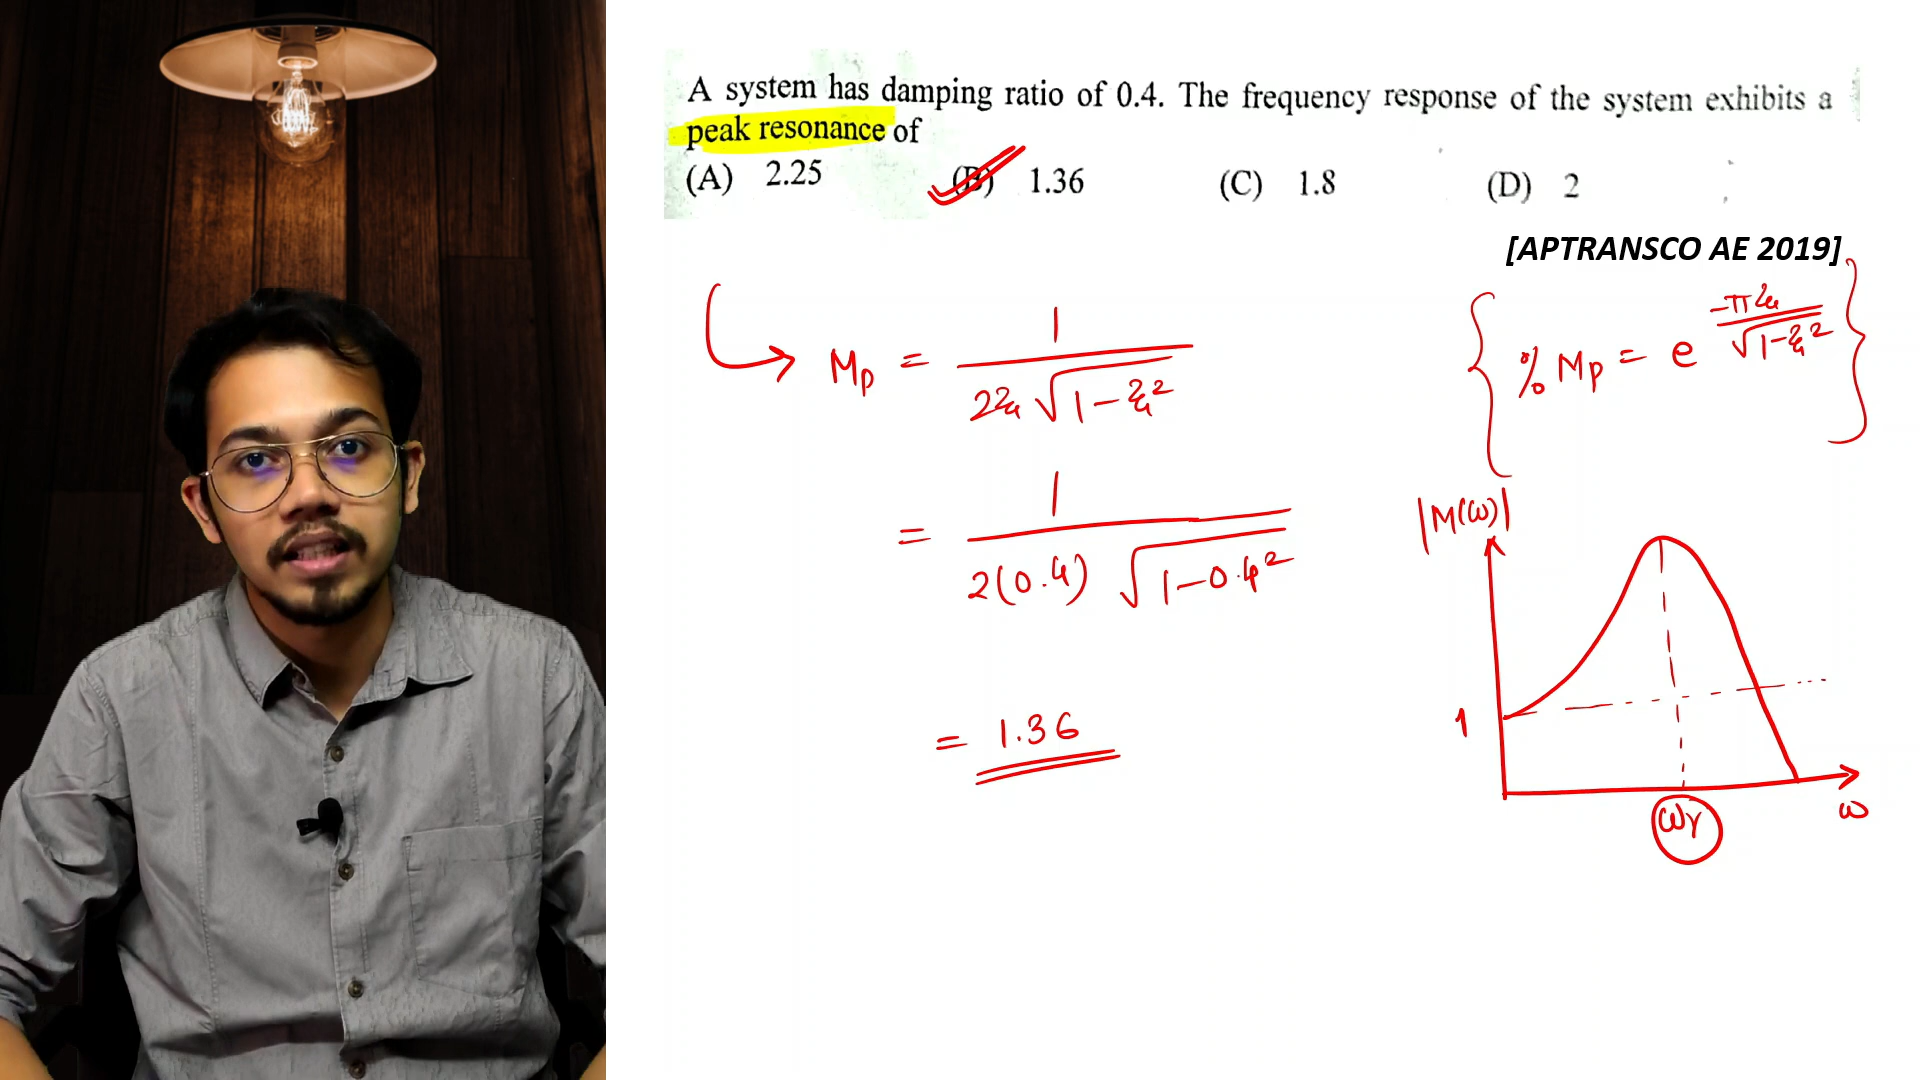 A system has damping ratio of 0.4. The frequency response of the system exhibits a
peak resonance of
(A) 2.25 (B) 1.36 (C) 1.8 (D) 2
[APTRANSCO AE 2019]
Mp = 1 / 2ξ √1-ξ²
{ % Mp = e^(-πξ / √1-ξ²) }
= 1 / 2(0.4) √1-0.4²
= 1.36
|M(ω)|
1
ωr
ω